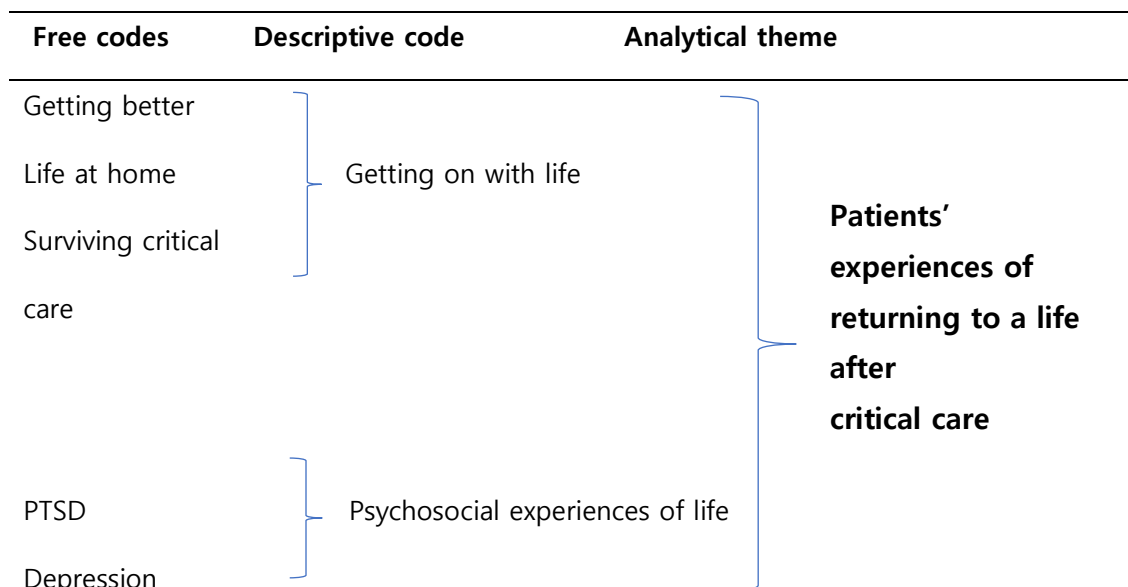 Free codes Descriptive code Analytical theme
Getting better
Life at home Getting on with life
Surviving critical
care
Patients’
experiences of
returning to a life
after
critical care
PTSD Psychosocial experiences of life
Depression